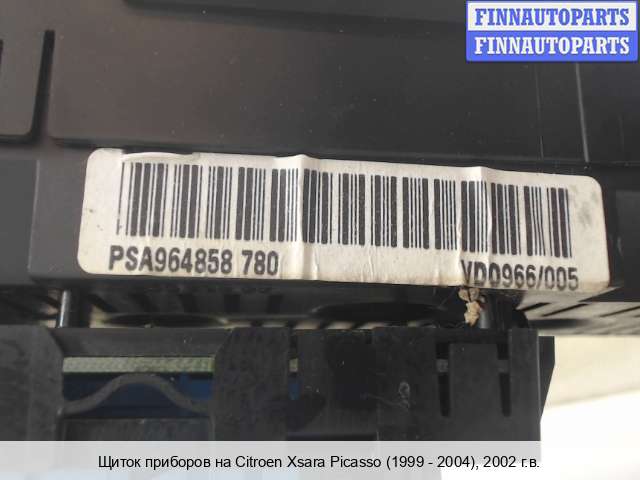 FINNAUTOPARTS
FINNAUTOPARTS
PSA964858 780 VDO966/005
Щиток приборов на Citroen Xsara Picasso (1999 - 2004), 2002 г.в.